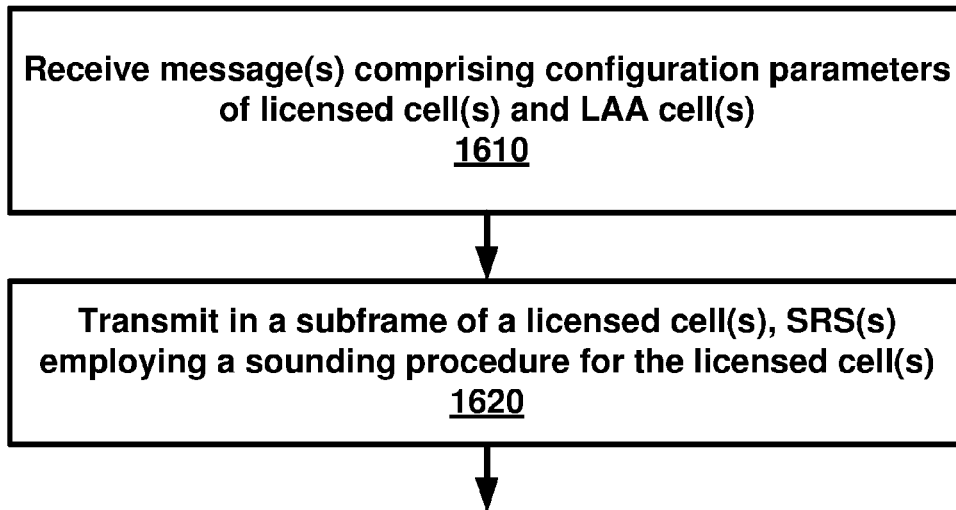 Receive message(s) comprising configuration parameters
of licensed cell(s) and LAA cell(s)
1610
Transmit in a subframe of a licensed cell(s), SRS(s)
employing a sounding procedure for the licensed cell(s)
1620